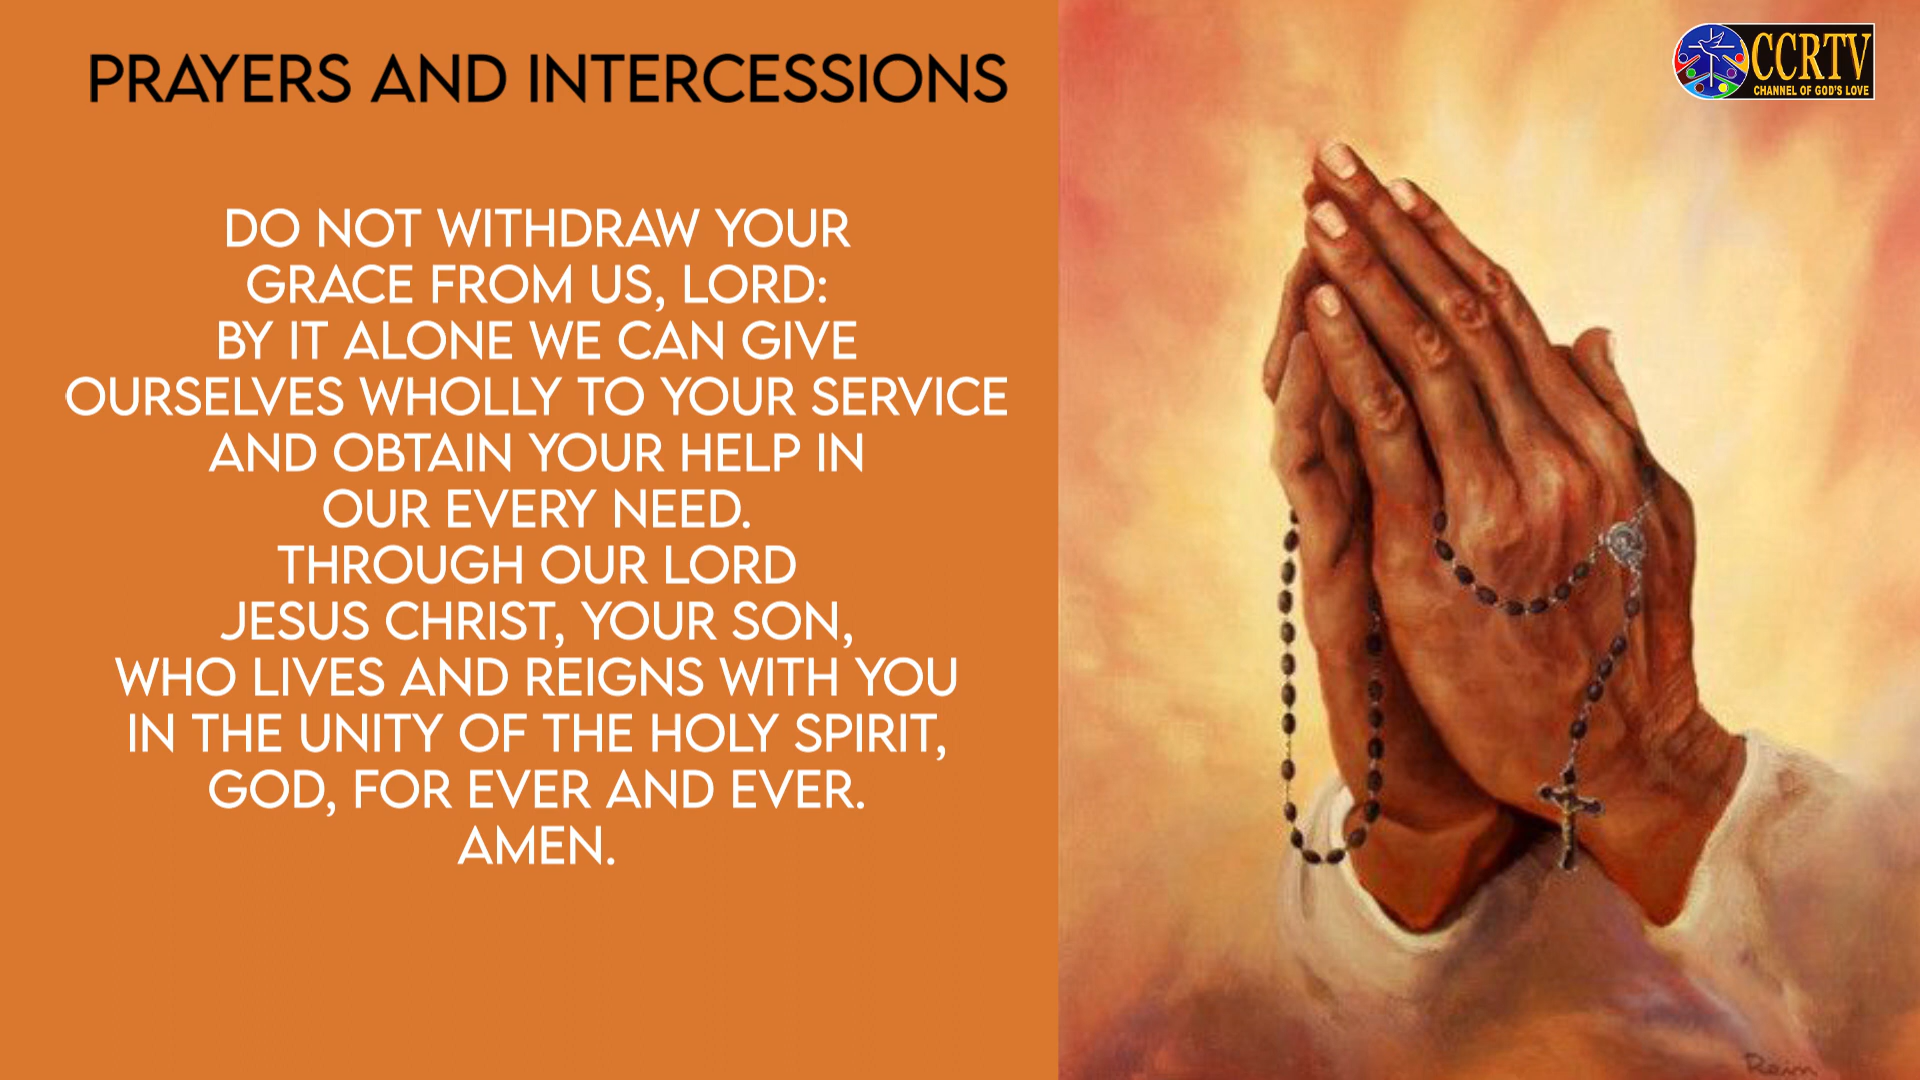 PRAYERS AND INTERCESSIONS
DO NOT WITHDRAW YOUR
GRACE FROM US, LORD:
BY IT ALONE WE CAN GIVE
OURSELVES WHOLLY TO YOUR SERVICE
AND OBTAIN YOUR HELP IN
OUR EVERY NEED.
THROUGH OUR LORD
JESUS CHRIST, YOUR SON,
WHO LIVES AND REIGNS WITH YOU
IN THE UNITY OF THE HOLY SPIRIT,
GOD, FOR EVER AND EVER.
AMEN.
CCRTV
CHANNEL OF GOD'S LOVE